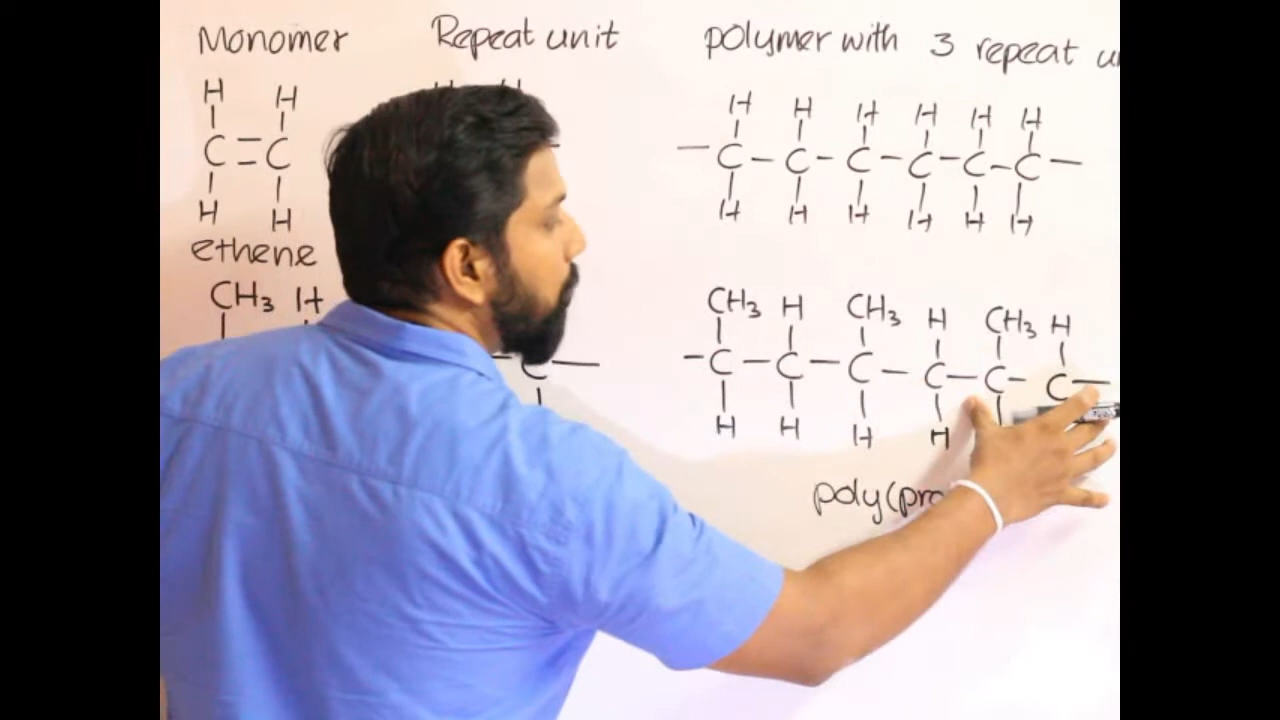 Monomer Repeat unit polymer with 3 repeat
H H H H H H H H
C = C — C — C — C — C — C — C —
H H H H H H H H
ethene
CH3 H CH3 H CH3 H CH3 H
C — — C — C — C — C — C — C —
H H H H
poly(pro